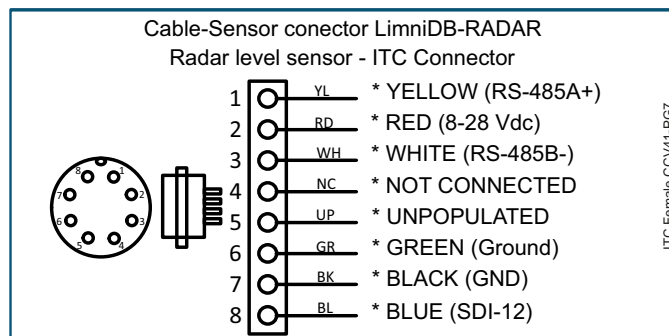 Cable-Sensor conector LimniDB-RADAR
Radar level sensor - ITC Connector
1 YL * YELLOW (RS-485A+)
2 RD * RED (8-28 Vdc)
3 WH * WHITE (RS-485B-)
4 NC * NOT CONNECTED
5 UP * UNPOPULATED
6 GR * GREEN (Ground)
7 BK * BLACK (GND)
8 BL * BLUE (SDI-12)
8 1
7 2
6 3
5 4